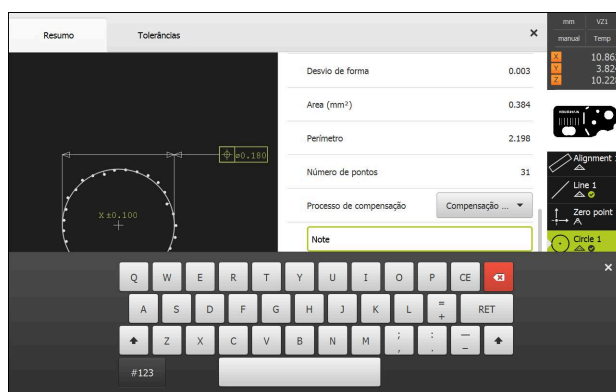 mm VZ1
Resumo Tolerâncias ×
manual Temp
X 10.86
Y 3.82
Z 10.22
Desvio de forma 0.003
Area (mm²) 0.384
Perímetro 2.198
Número de pontos 31
Processo de compensação Compensação ...
Note
⌖ ⌀0.180
X ±0.100
Alignment
Line 1
Zero point
Circle 1
×
Q W E R T Y U I O P CE
A S D F G H J K L = + RET
Z X C V B N M ; , : . — –
#123